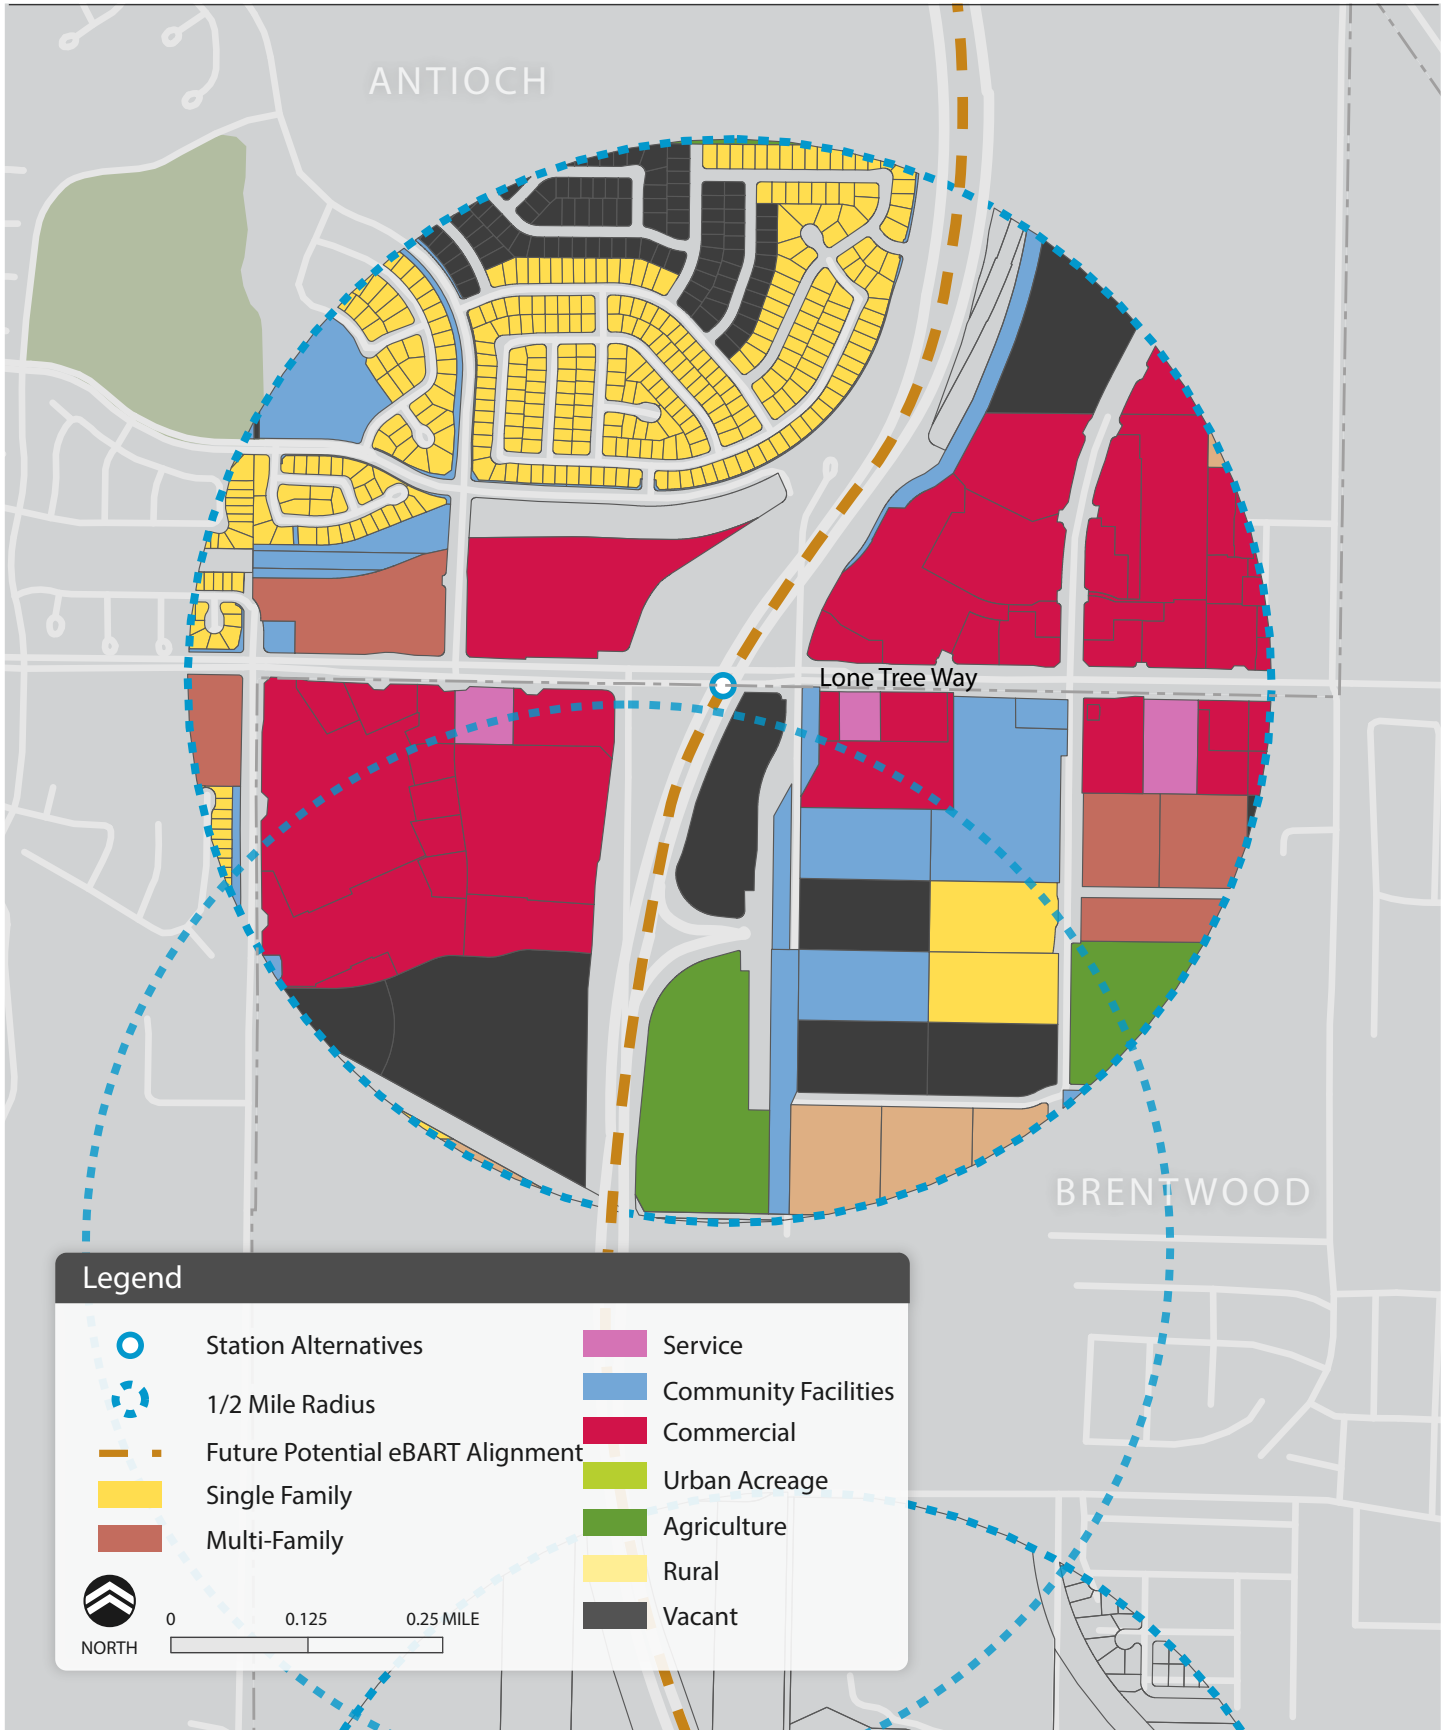 ANTIOCH
Lone Tree Way
BRENTWOOD
Legend
Station Alternatives
1/2 Mile Radius
Future Potential eBART Alignment
Single Family
Multi-Family
Service
Community Facilities
Commercial
Urban Acreage
Agriculture
Rural
Vacant
NORTH
0 0.125 0.25 MILE